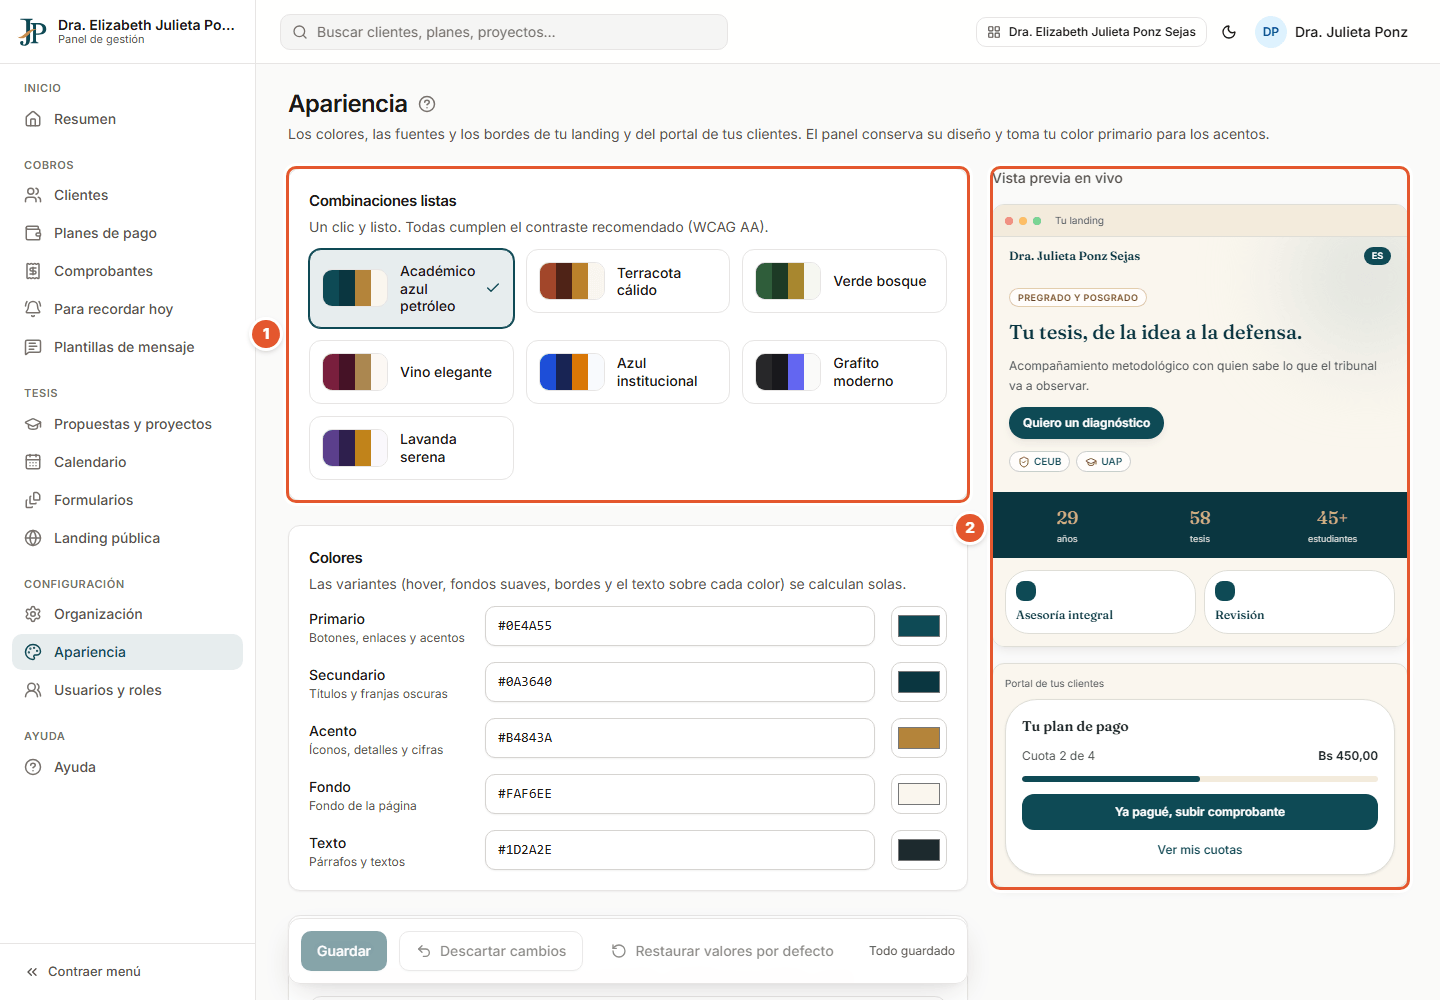 JP
Dra. Elizabeth Julieta Po...
Panel de gestión
Buscar clientes, planes, proyectos...
Dra. Elizabeth Julieta Ponz Sejas
DP
Dra. Julieta Ponz
INICIO
Resumen
COBROS
Clientes
Planes de pago
Comprobantes
Para recordar hoy
Plantillas de mensaje
TESIS
Propuestas y proyectos
Calendario
Formularios
Landing pública
CONFIGURACIÓN
Organización
Apariencia
Usuarios y roles
AYUDA
Ayuda
Contraer menú
Apariencia
Los colores, las fuentes y los bordes de tu landing y del portal de tus clientes. El panel conserva su diseño y toma tu color primario para los acentos.
1
Combinaciones listas
Un clic y listo. Todas cumplen el contraste recomendado (WCAG AA).
Académico
azul
petróleo
Terracota
cálido
Verde bosque
Vino elegante
Azul
institucional
Grafito
moderno
Lavanda
serena
Colores
Las variantes (hover, fondos suaves, bordes y el texto sobre cada color) se calculan solas.
Primario
Botones, enlaces y acentos
#0E4A55
Secundario
Títulos y franjas oscuras
#0A3640
Acento
Íconos, detalles y cifras
#B4843A
Fondo
Fondo de la página
#FAF6EE
Texto
Párrafos y textos
#1D2A2E
Guardar
Descartar cambios
Restaurar valores por defecto
Todo guardado
2
Vista previa en vivo
Tu landing
Dra. Julieta Ponz Sejas
ES
PREGRADO Y POSGRADO
Tu tesis, de la idea a la defensa.
Acompañamiento metodológico con quien sabe lo que el tribunal
va a observar.
Quiero un diagnóstico
CEUB
UAP
29
años
58
tesis
45+
estudiantes
Asesoría integral
Revisión
Portal de tus clientes
Tu plan de pago
Cuota 2 de 4
Bs 450,00
Ya pagué, subir comprobante
Ver mis cuotas